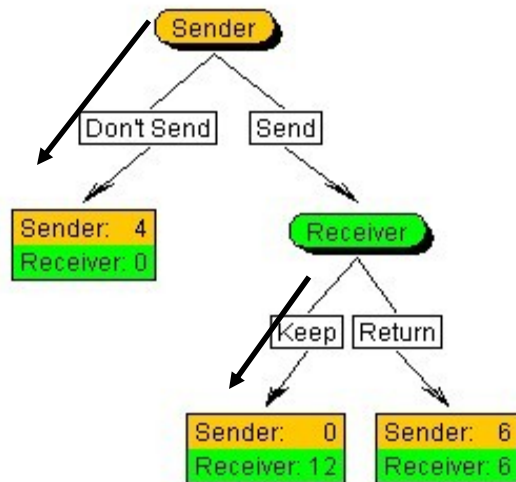 Sender
Don't Send
Send
Sender: 4
Receiver: 0
Receiver
Keep
Return
Sender: 0
Receiver: 12
Sender: 6
Receiver: 6